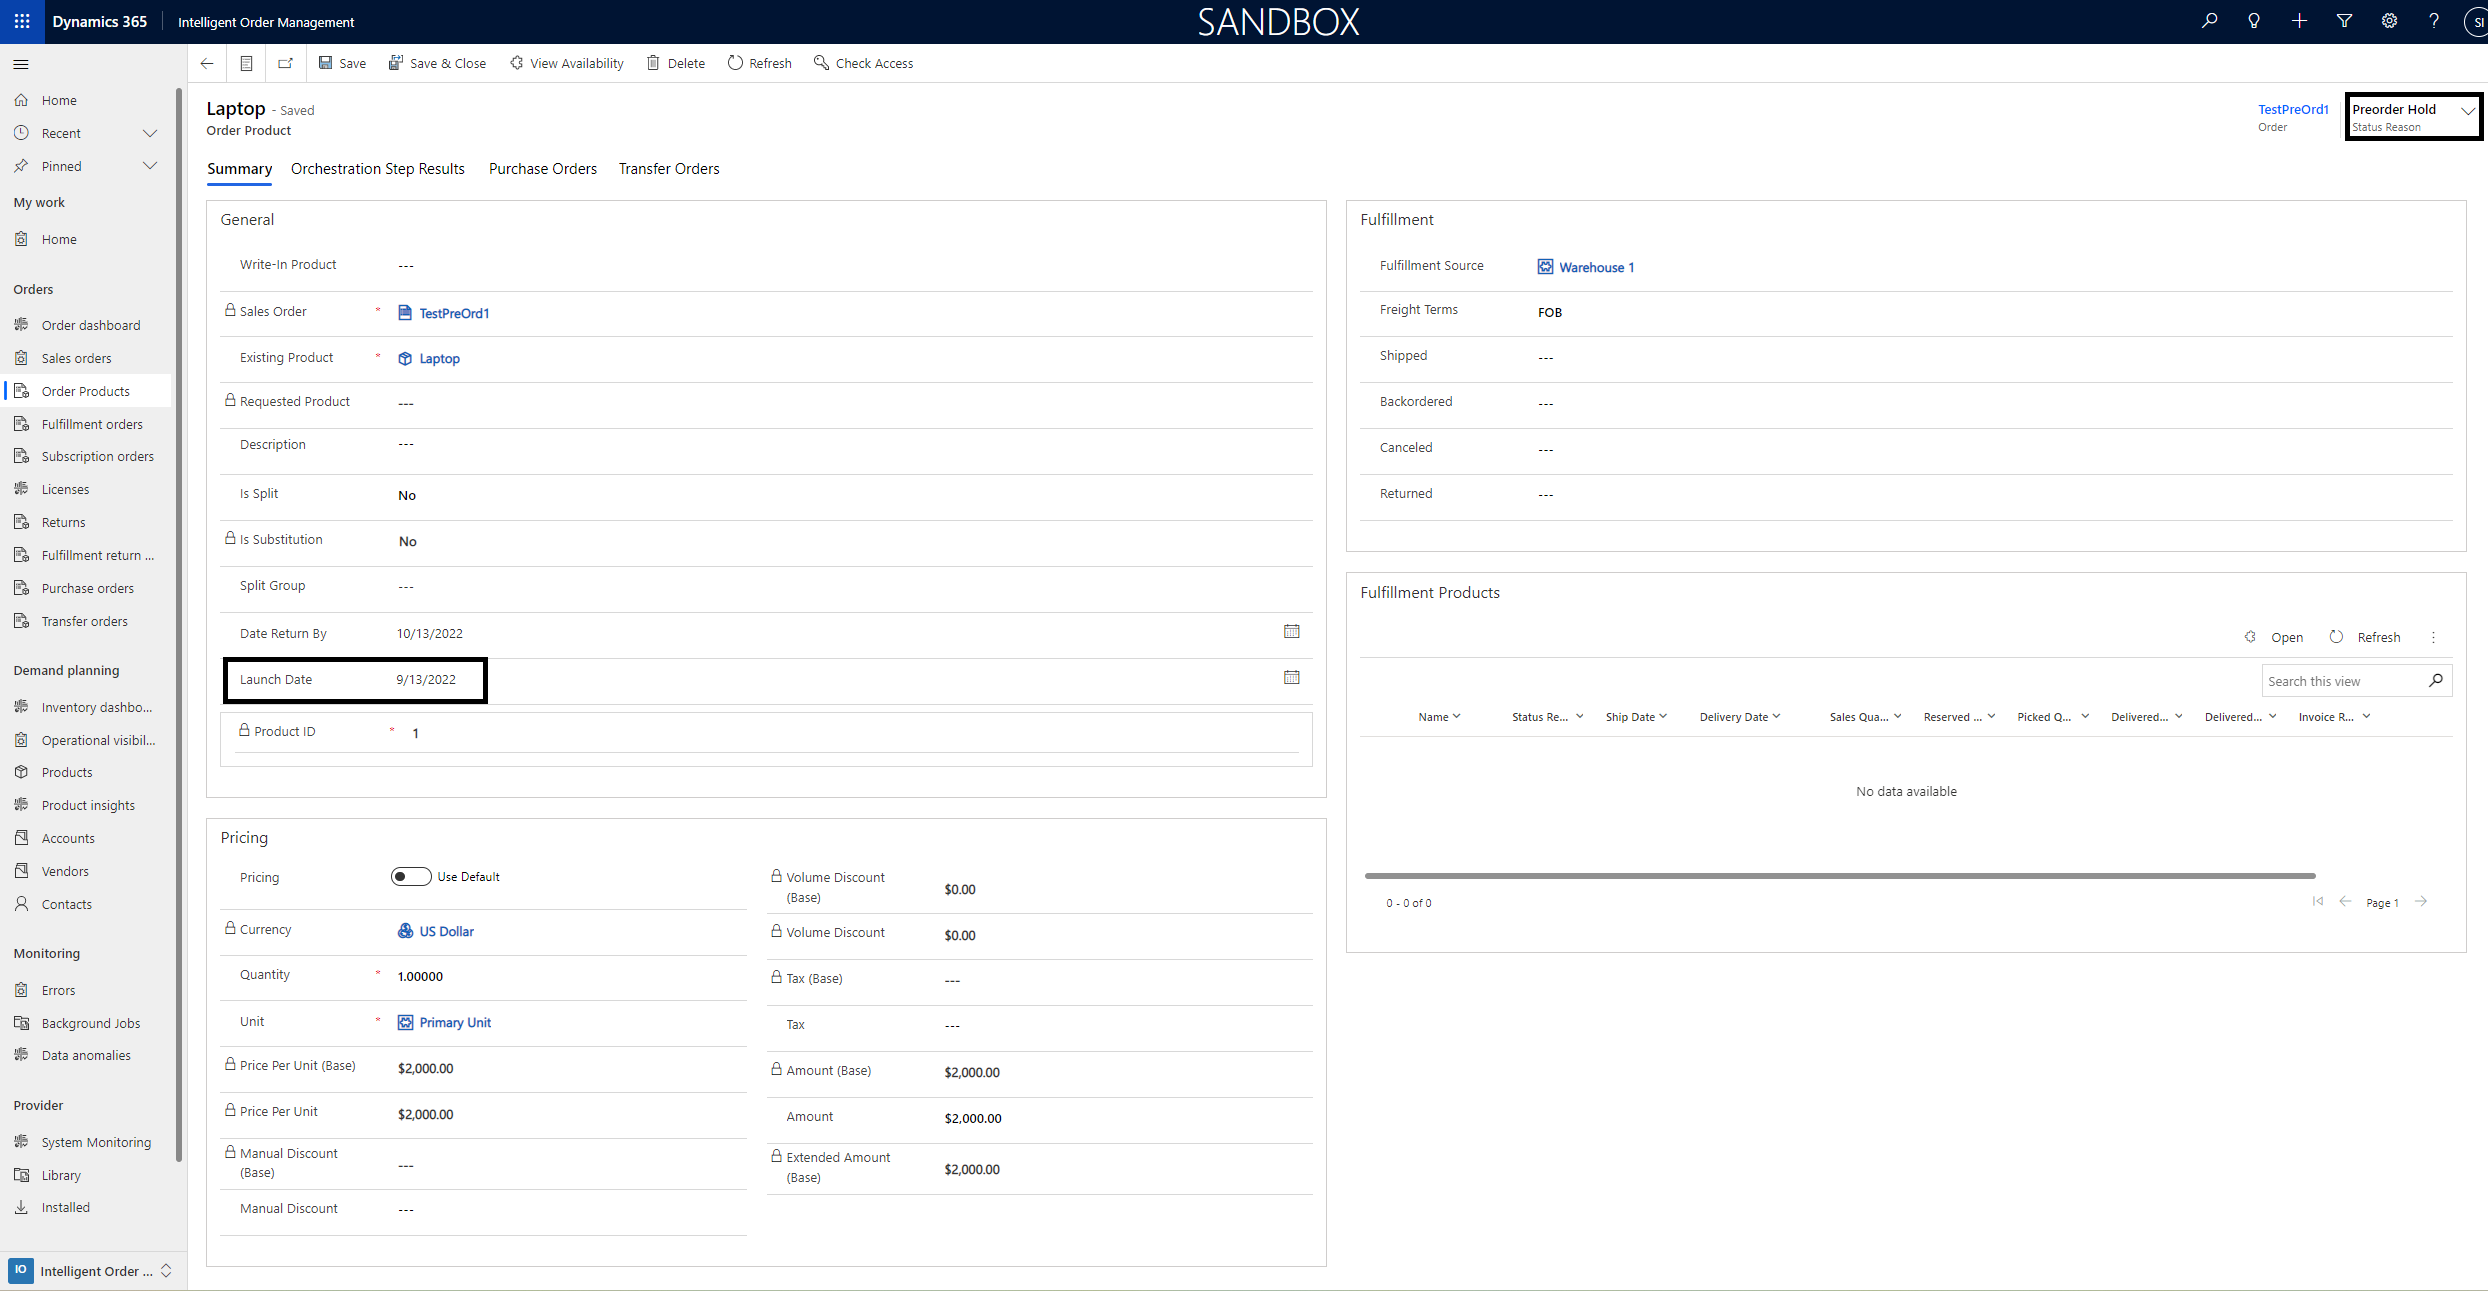 Dynamics 365
Intelligent Order Management
SANDBOX
SI
Save
Save & Close
View Availability
Delete
Refresh
Check Access
Home
Recent
Pinned
My work
Home
Orders
Order dashboard
Sales orders
Order Products
Fulfillment orders
Subscription orders
Licenses
Returns
Fulfillment return ...
Purchase orders
Transfer orders
Demand planning
Inventory dashbo...
Operational visibil...
Products
Product insights
Accounts
Vendors
Contacts
Monitoring
Errors
Background Jobs
Data anomalies
Provider
System Monitoring
Library
Installed
IO Intelligent Order ...
Laptop - Saved
Order Product
TestPreOrd1
Order
Preorder Hold
Status Reason
Summary
Orchestration Step Results
Purchase Orders
Transfer Orders
General
Write-In Product ---
Sales Order * TestPreOrd1
Existing Product * Laptop
Requested Product ---
Description ---
Is Split No
Is Substitution No
Split Group ---
Date Return By 10/13/2022
Launch Date 9/13/2022
Product ID * 1
Pricing
Pricing Use Default
Currency US Dollar
Quantity * 1.00000
Unit * Primary Unit
Price Per Unit (Base) $2,000.00
Price Per Unit $2,000.00
Manual Discount
(Base) ---
Manual Discount ---
Volume Discount
(Base) $0.00
Volume Discount $0.00
Tax (Base) ---
Tax ---
Amount (Base) $2,000.00
Amount $2,000.00
Extended Amount
(Base) $2,000.00
Fulfillment
Fulfillment Source Warehouse 1
Freight Terms FOB
Shipped ---
Backordered ---
Canceled ---
Returned ---
Fulfillment Products
Open
Refresh
Search this view
Name
Status Re...
Ship Date
Delivery Date
Sales Qua...
Reserved ...
Picked Q...
Delivered...
Delivered...
Invoice R...
No data available
0 - 0 of 0
Page 1